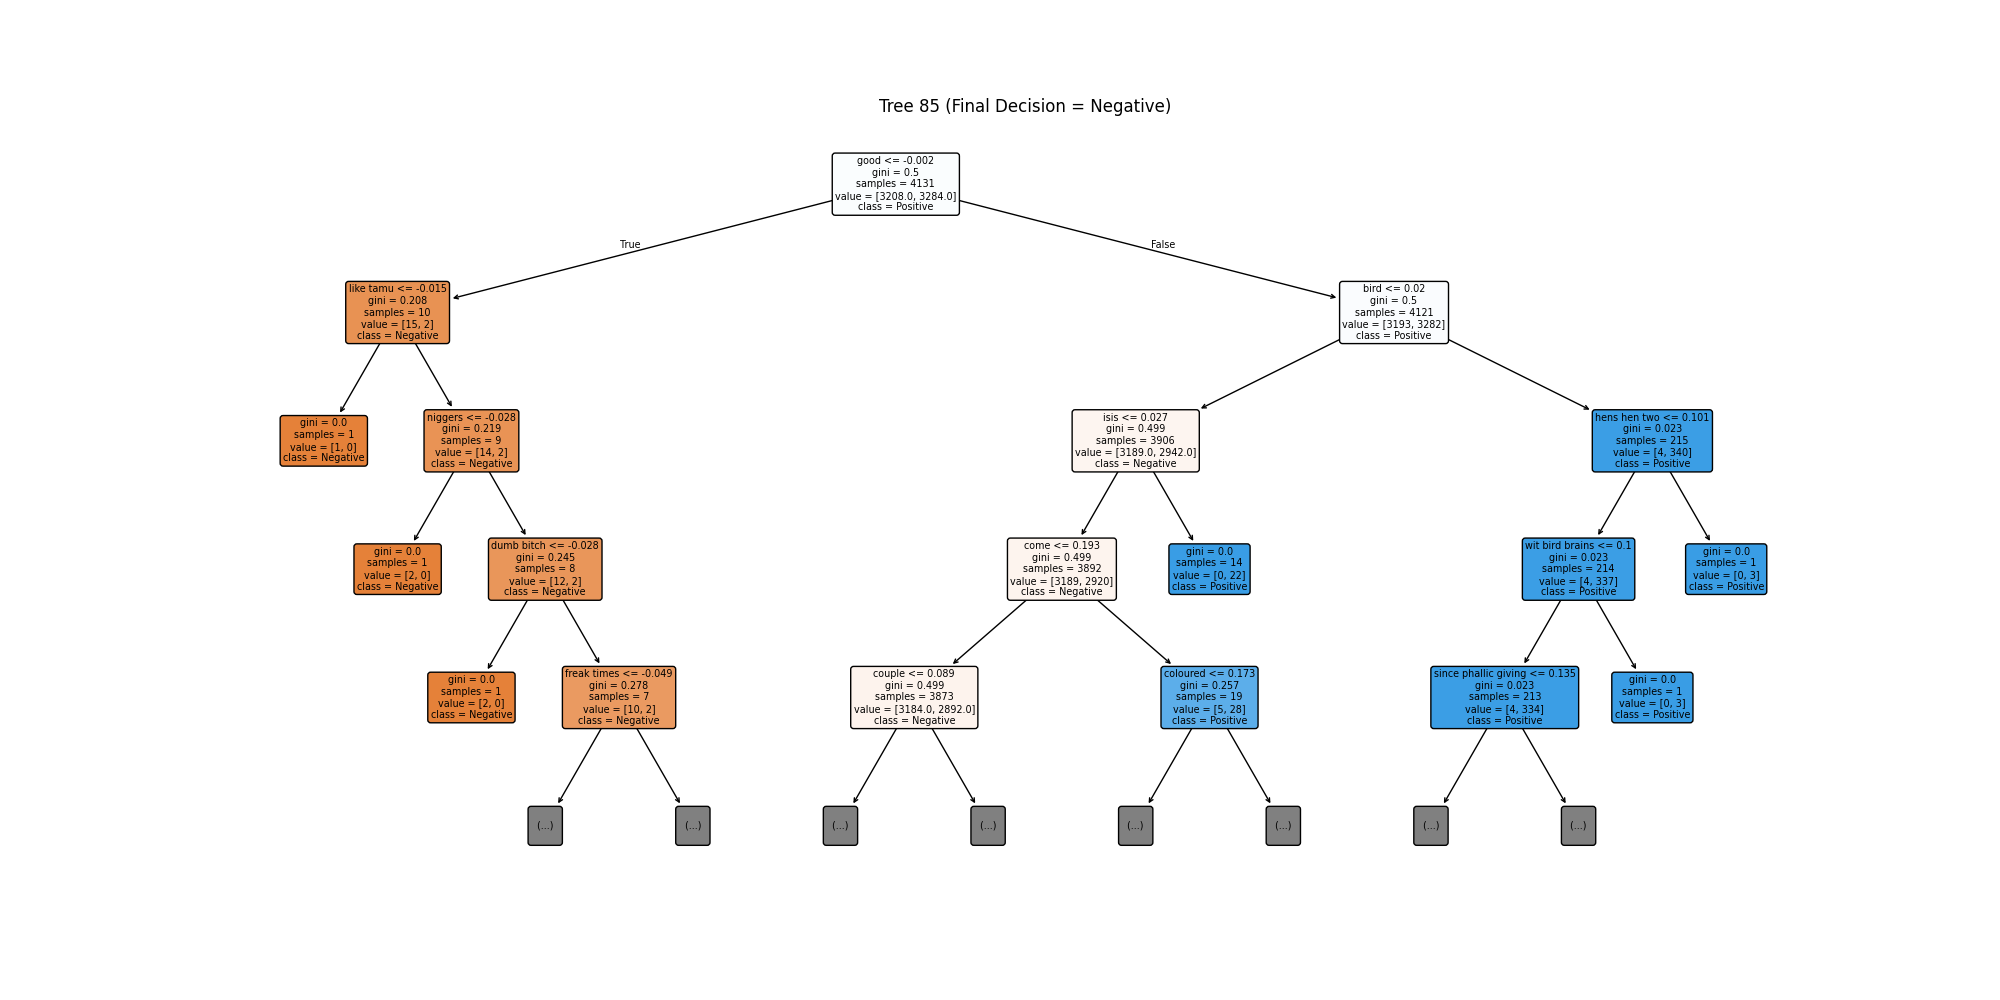 Tree 85 (Final Decision = Negative)
good <= -0.002
gini = 0.5
samples = 4131
value = [3208.0, 3284.0]
class = Positive
True
False
like tamu <= -0.015
gini = 0.208
samples = 10
value = [15, 2]
class = Negative
bird <= 0.02
gini = 0.5
samples = 4121
value = [3193, 3282]
class = Positive
gini = 0.0
samples = 1
value = [1, 0]
class = Negative
niggers <= -0.028
gini = 0.219
samples = 9
value = [14, 2]
class = Negative
isis <= 0.027
gini = 0.499
samples = 3906
value = [3189.0, 2942.0]
class = Negative
hens hen two <= 0.101
gini = 0.023
samples = 215
value = [4, 340]
class = Positive
gini = 0.0
samples = 1
value = [2, 0]
class = Negative
dumb bitch <= -0.028
gini = 0.245
samples = 8
value = [12, 2]
class = Negative
come <= 0.193
gini = 0.499
samples = 3892
value = [3189, 2920]
class = Negative
gini = 0.0
samples = 14
value = [0, 22]
class = Positive
wit bird brains <= 0.1
gini = 0.023
samples = 214
value = [4, 337]
class = Positive
gini = 0.0
samples = 1
value = [0, 3]
class = Positive
gini = 0.0
samples = 1
value = [2, 0]
class = Negative
freak times <= -0.049
gini = 0.278
samples = 7
value = [10, 2]
class = Negative
couple <= 0.089
gini = 0.499
samples = 3873
value = [3184.0, 2892.0]
class = Negative
coloured <= 0.173
gini = 0.257
samples = 19
value = [5, 28]
class = Positive
since phallic giving <= 0.135
gini = 0.023
samples = 213
value = [4, 334]
class = Positive
gini = 0.0
samples = 1
value = [0, 3]
class = Positive
(...)
(...)
(...)
(...)
(...)
(...)
(...)
(...)